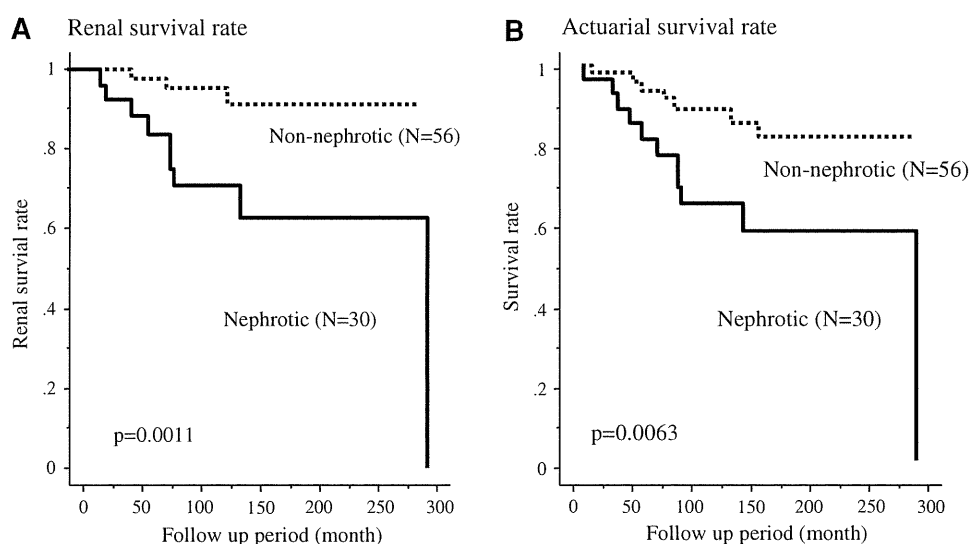 A Renal survival rate
1
.8
.6
.4
.2
0
Renal survial rate
Non-nephrotic (N=56)
Nephrotic (N=30)
p=0.0011
0 50 100 150 200 250 300
Follow up period (month)
B Actuarial survival rate
1
.8
.6
.4
.2
0
Survival rate
Non-nephrotic (N=56)
Nephrotic (N=30)
p=0.0063
0 50 100 150 200 250 300
Follow up period (month)